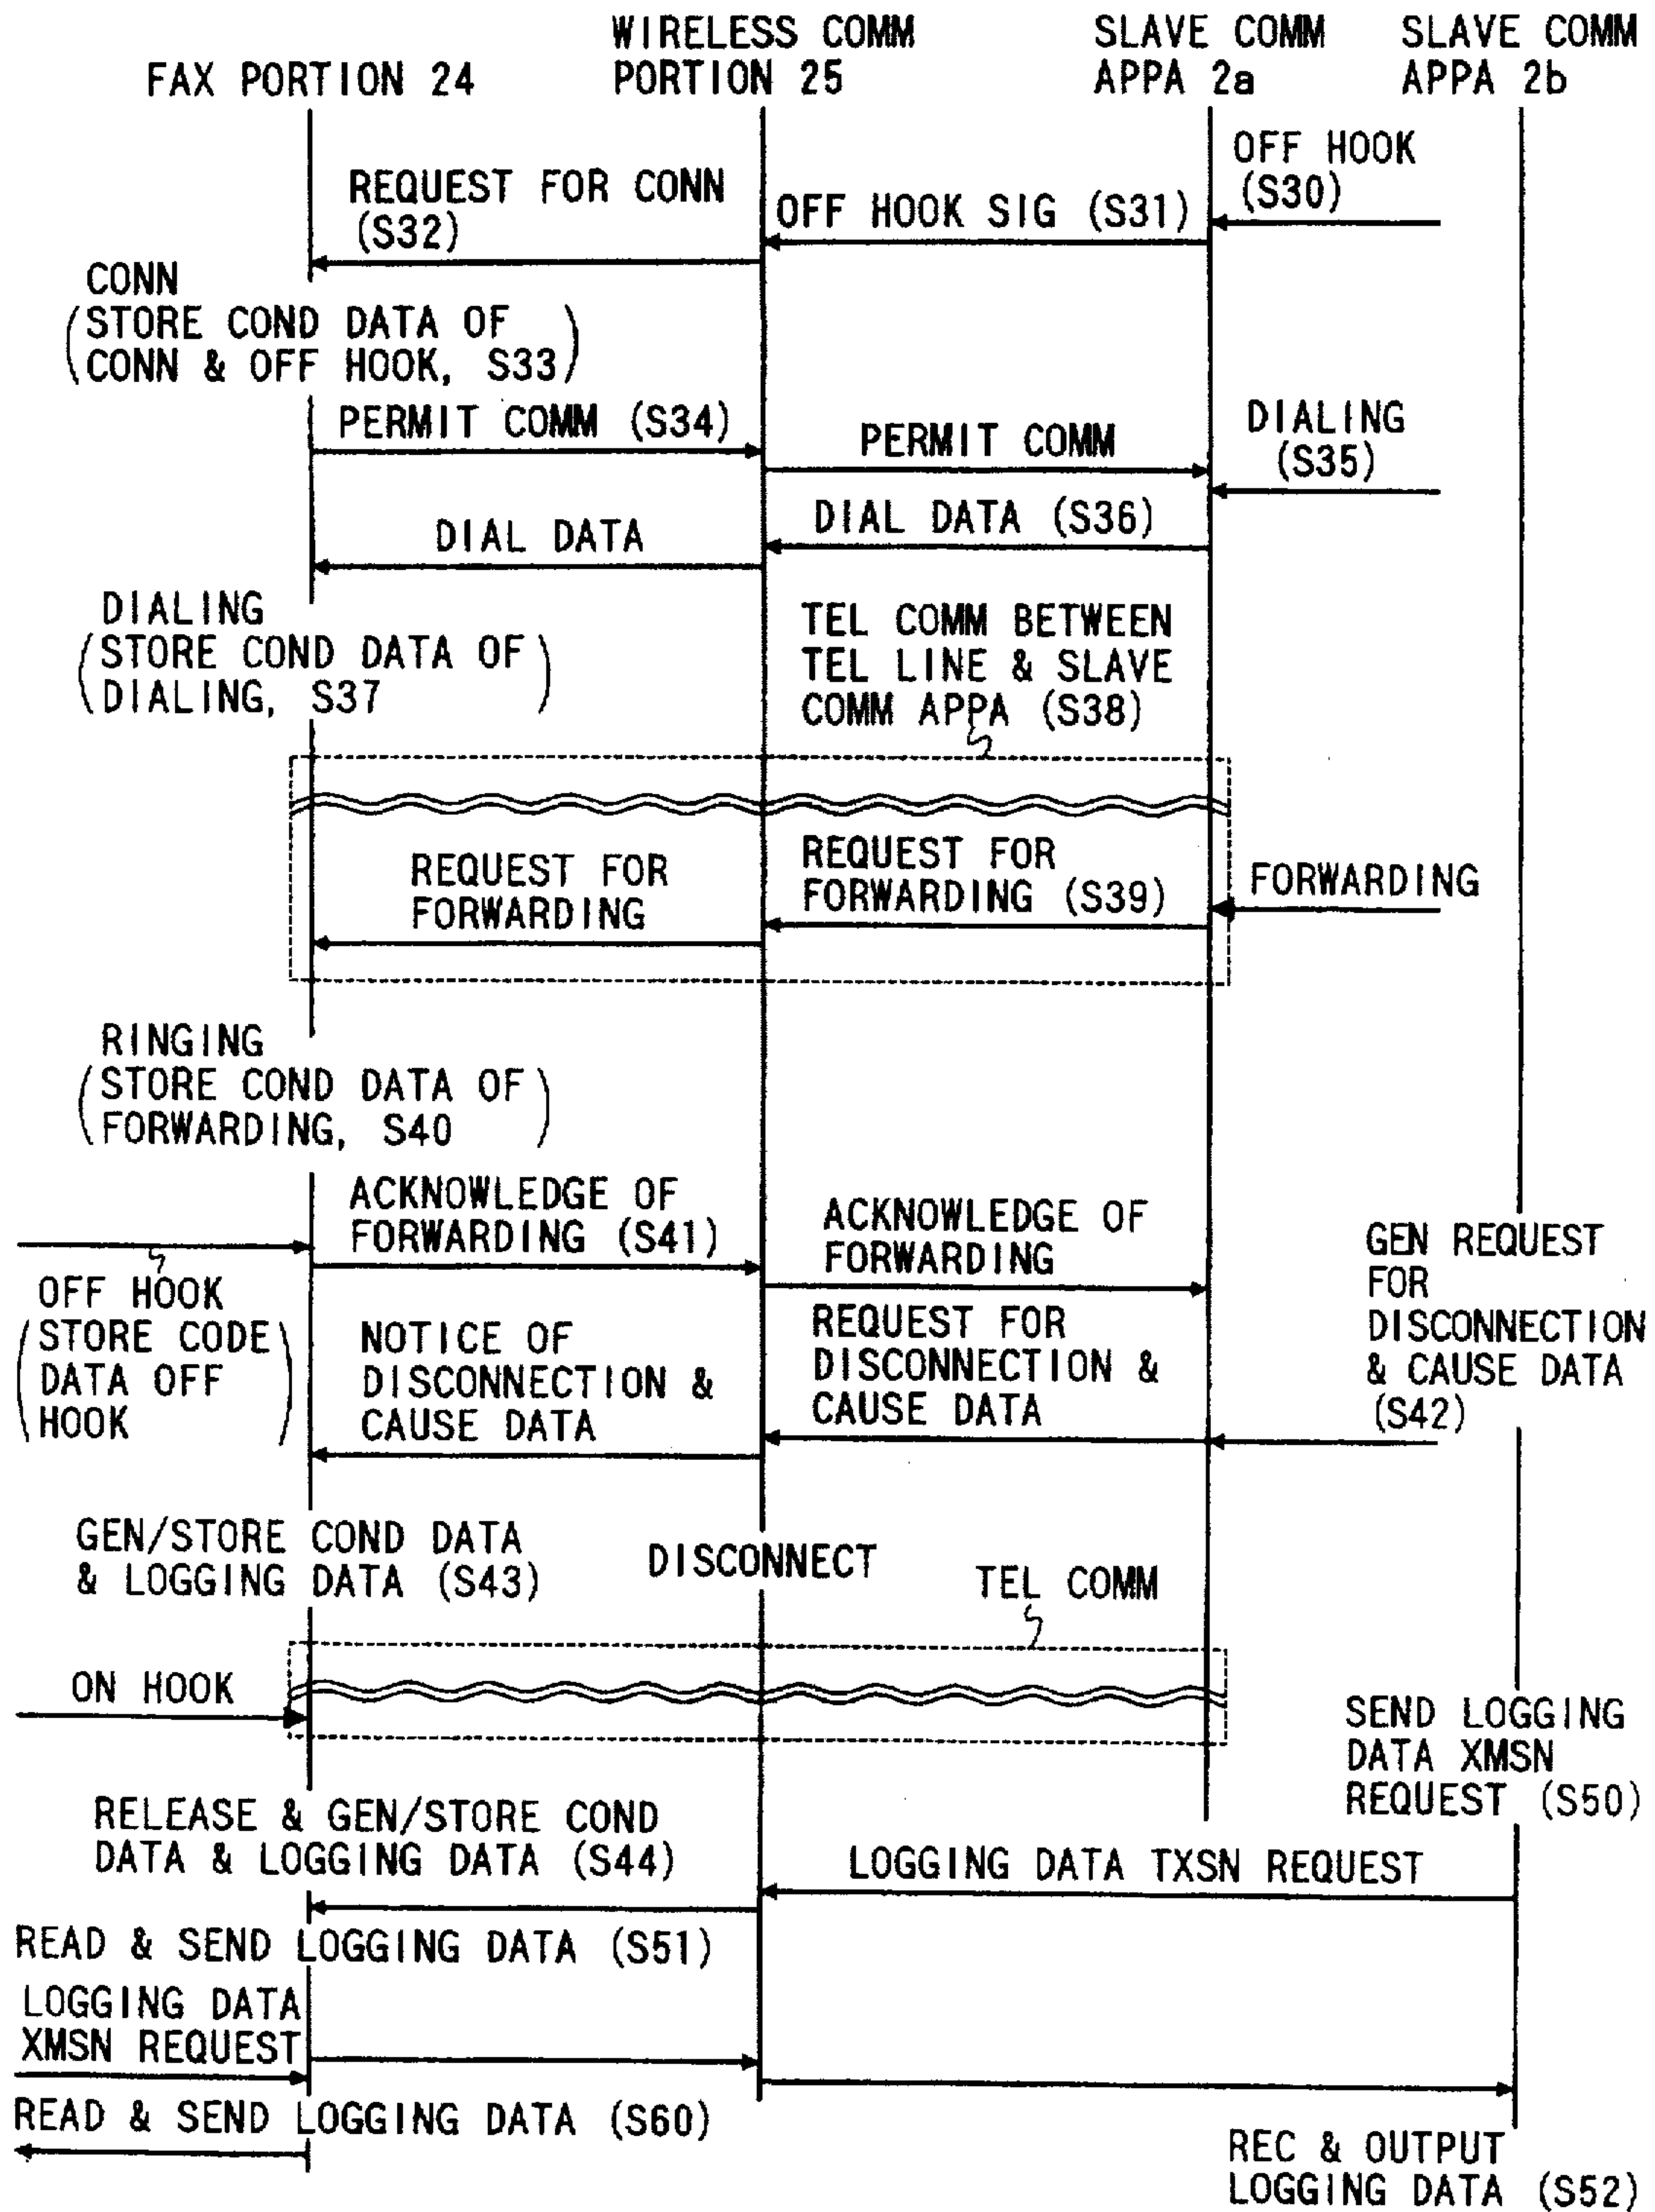 WIRELESS COMM
PORTION 25
SLAVE COMM
APPA 2a
SLAVE COMM
APPA 2b
FAX PORTION 24
OFF HOOK
(S30)
REQUEST FOR CONN
(S32)
OFF HOOK SIG (S31)
CONN
STORE COND DATA OF
CONN & OFF HOOK, S33
PERMIT COMM (S34)
PERMIT COMM
DIALING
(S35)
DIAL DATA
DIAL DATA (S36)
DIALING
(STORE COND DATA OF
DIALING, S37)
TEL COMM BETWEEN
TEL LINE & SLAVE
COMM APPA (S38)
REQUEST FOR
FORWARDING
REQUEST FOR
FORWARDING (S39)
FORWARDING
RINGING
(STORE COND DATA OF
FORWARDING, S40)
ACKNOWLEDGE OF
FORWARDING (S41)
ACKNOWLEDGE OF
FORWARDING
GEN REQUEST
FOR
DISCONNECTION
& CAUSE DATA
(S42)
OFF HOOK
(STORE CODE
DATA OFF
HOOK)
NOTICE OF
DISCONNECTION &
CAUSE DATA
REQUEST FOR
DISCONNECTION &
CAUSE DATA
GEN/STORE COND DATA
& LOGGING DATA (S43)
DISCONNECT
TEL COMM
ON HOOK
SEND LOGGING
DATA XMSN
REQUEST (S50)
RELEASE & GEN/STORE COND
DATA & LOGGING DATA (S44)
LOGGING DATA TXSN REQUEST
READ & SEND LOGGING DATA (S51)
LOGGING DATA
XMSN REQUEST
READ & SEND LOGGING DATA (S60)
REC & OUTPUT
LOGGING DATA (S52)